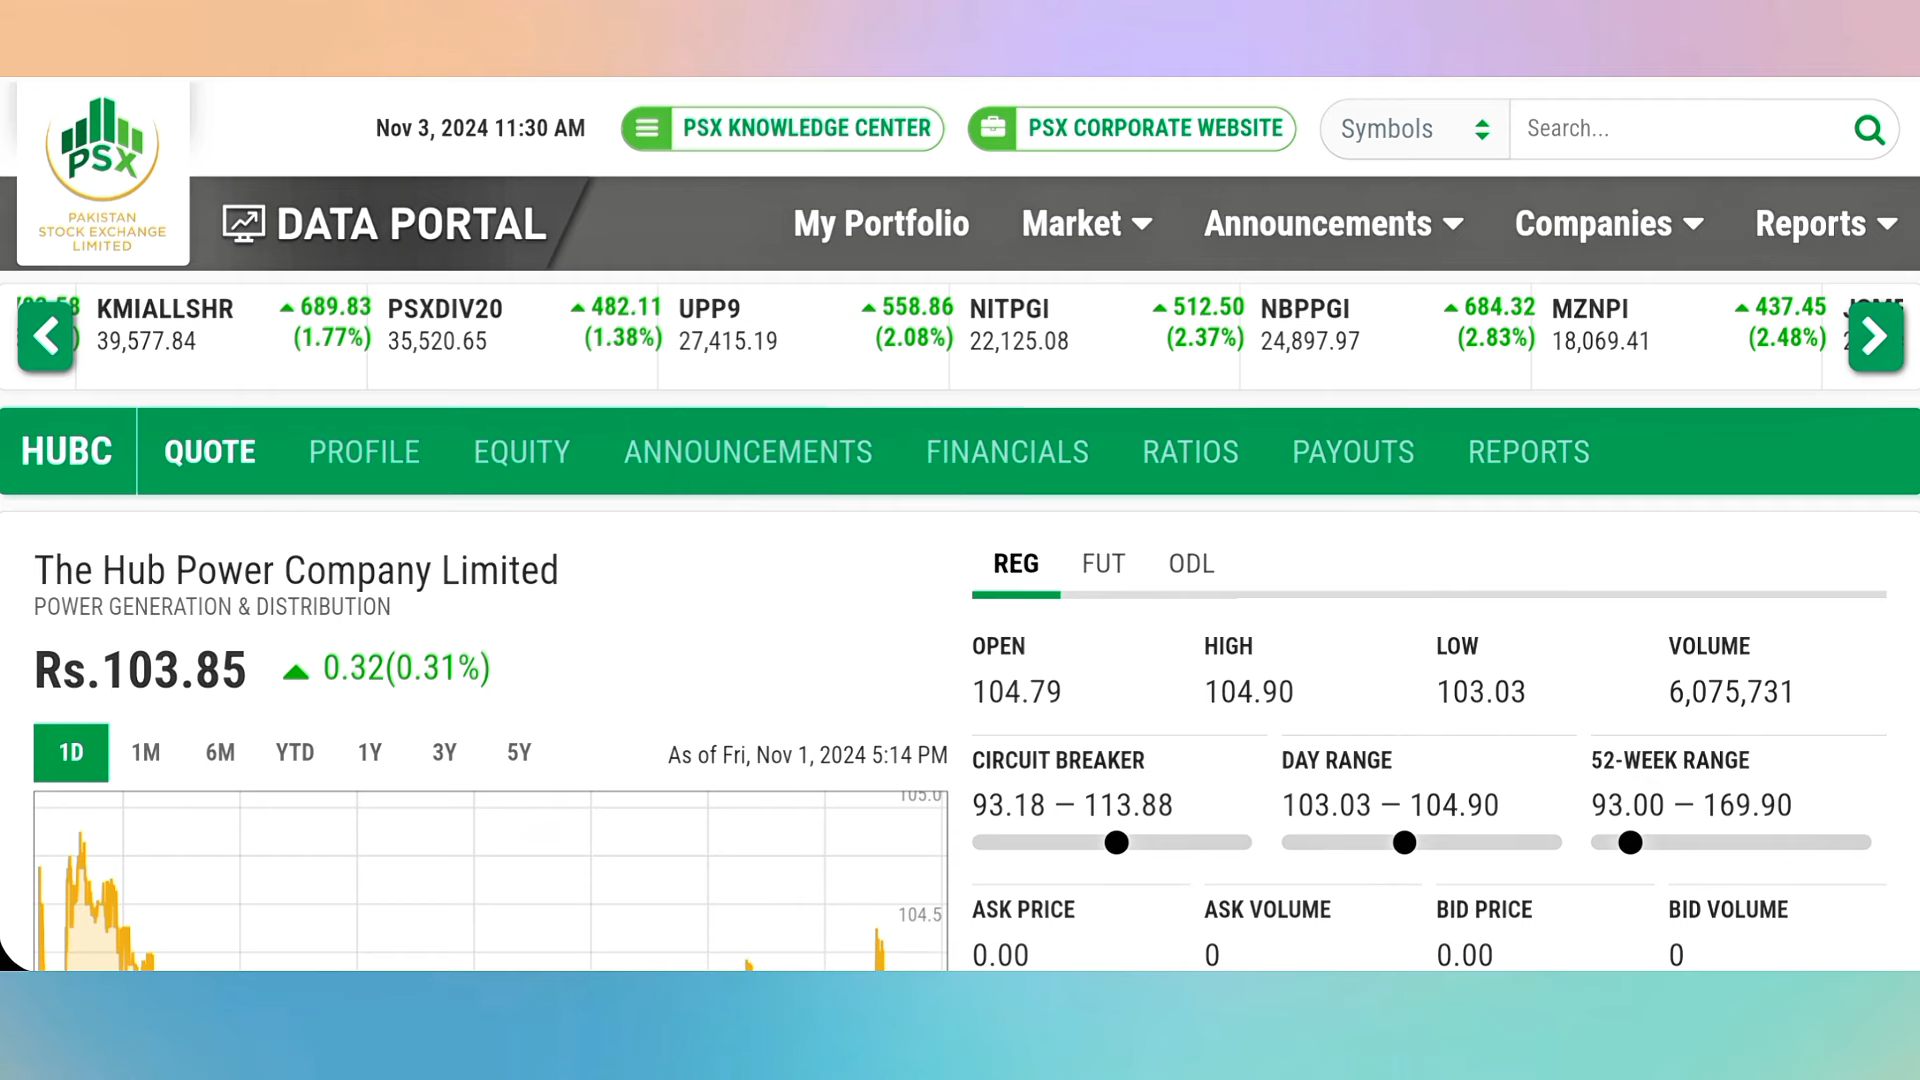 PSX
PAKISTAN
STOCK EXCHANGE
LIMITED
Nov 3, 2024 11:30 AM
PSX KNOWLEDGE CENTER
PSX CORPORATE WEBSITE
Symbols
Search...
DATA PORTAL
My Portfolio
Market
Announcements
Companies
Reports
KMIALLSHR 689.83
39,577.84 (1.77%)
PSXDIV20 482.11
35,520.65 (1.38%)
UPP9 558.86
27,415.19 (2.08%)
NITPGI 512.50
22,125.08 (2.37%)
NBPPGI 684.32
24,897.97 (2.83%)
MZNPI 437.45
18,069.41 (2.48%)
HUBC QUOTE PROFILE EQUITY ANNOUNCEMENTS FINANCIALS RATIOS PAYOUTS REPORTS
The Hub Power Company Limited
POWER GENERATION & DISTRIBUTION
Rs.103.85 0.32(0.31%)
1D 1M 6M YTD 1Y 3Y 5Y
As of Fri, Nov 1, 2024 5:14 PM
105.0
104.5
REG FUT ODL
OPEN HIGH LOW VOLUME
104.79 104.90 103.03 6,075,731
CIRCUIT BREAKER DAY RANGE 52-WEEK RANGE
93.18 — 113.88 103.03 — 104.90 93.00 — 169.90
ASK PRICE ASK VOLUME BID PRICE BID VOLUME
0.00 0 0.00 0